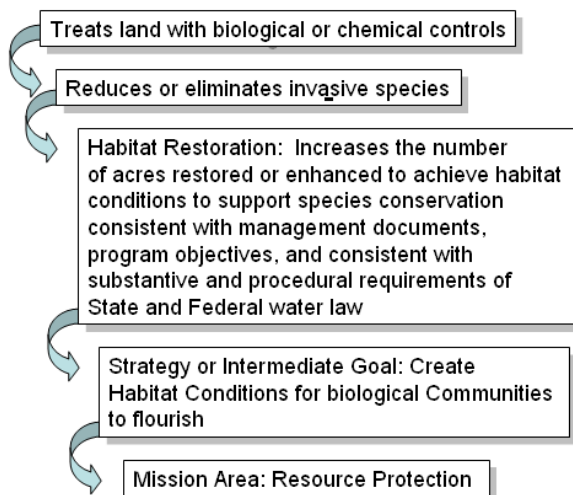 Treats land with biological or chemical controls
Reduces or eliminates invasive species
Habitat Restoration: Increases the number
of acres restored or enhanced to achieve habitat
conditions to support species conservation
consistent with management documents,
program objectives, and consistent with
substantive and procedural requirements of
State and Federal water law
Strategy or Intermediate Goal: Create
Habitat Conditions for biological Communities
to flourish
Mission Area: Resource Protection